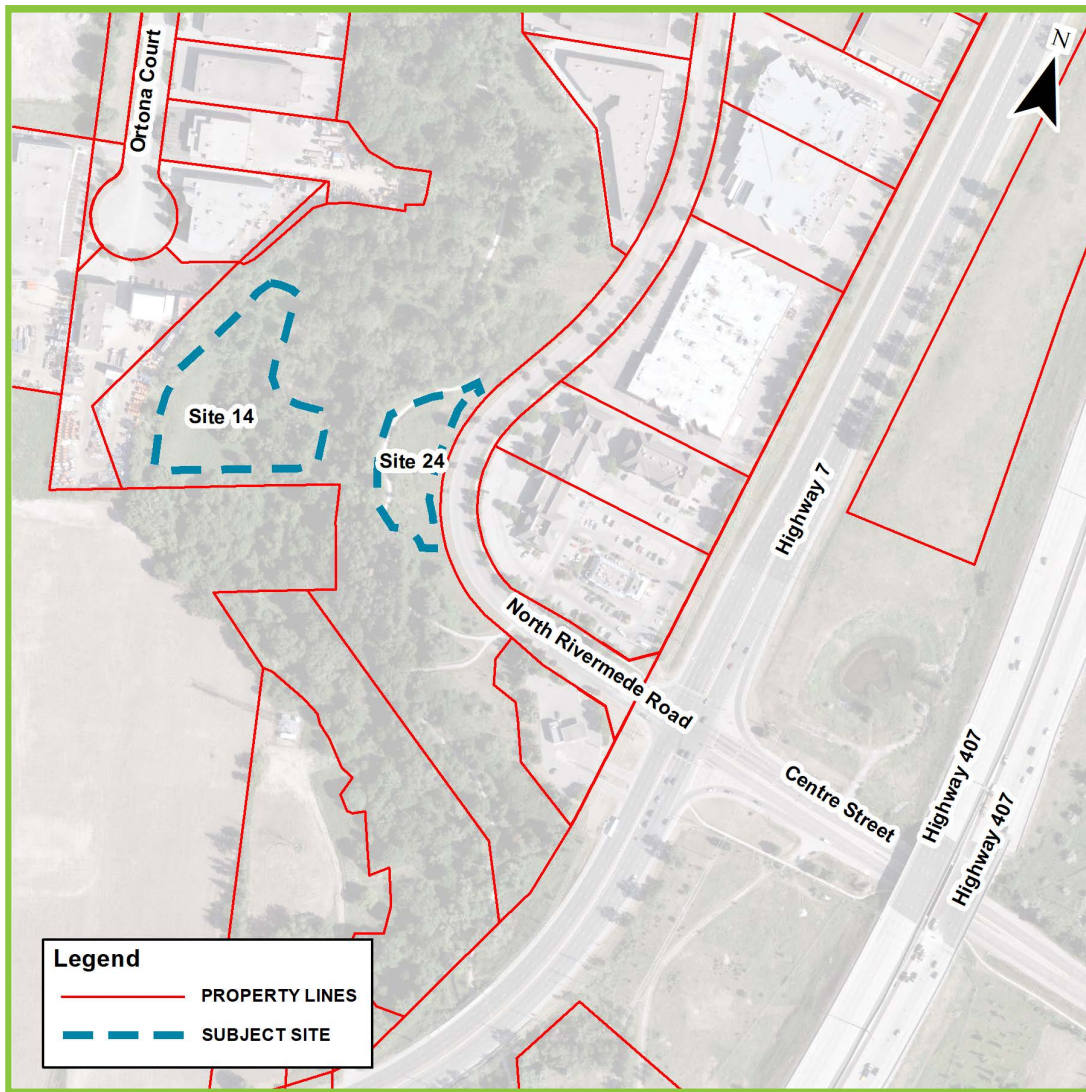 N
Ortona Court
Site 14
Site 24
Highway 7
North Rivermede Road
Centre Street
Highway 407
Highway 407
Legend
PROPERTY LINES
SUBJECT SITE